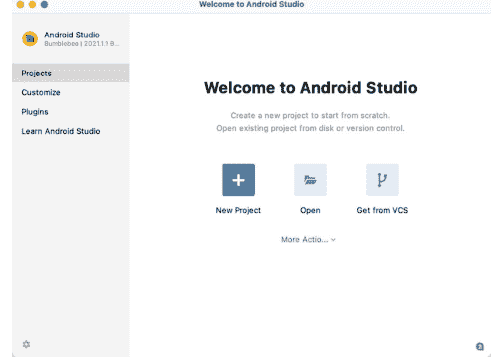 Welcome to Android Studio
Android Studio
Bumblebee | 2021.1.1 B...
Projects
Customize
Plugins
Learn Android Studio
Welcome to Android Studio
Create a new project to start from scratch.
Open existing project from disk or version control.
New Project
Open
Get from VCS
More Actio...